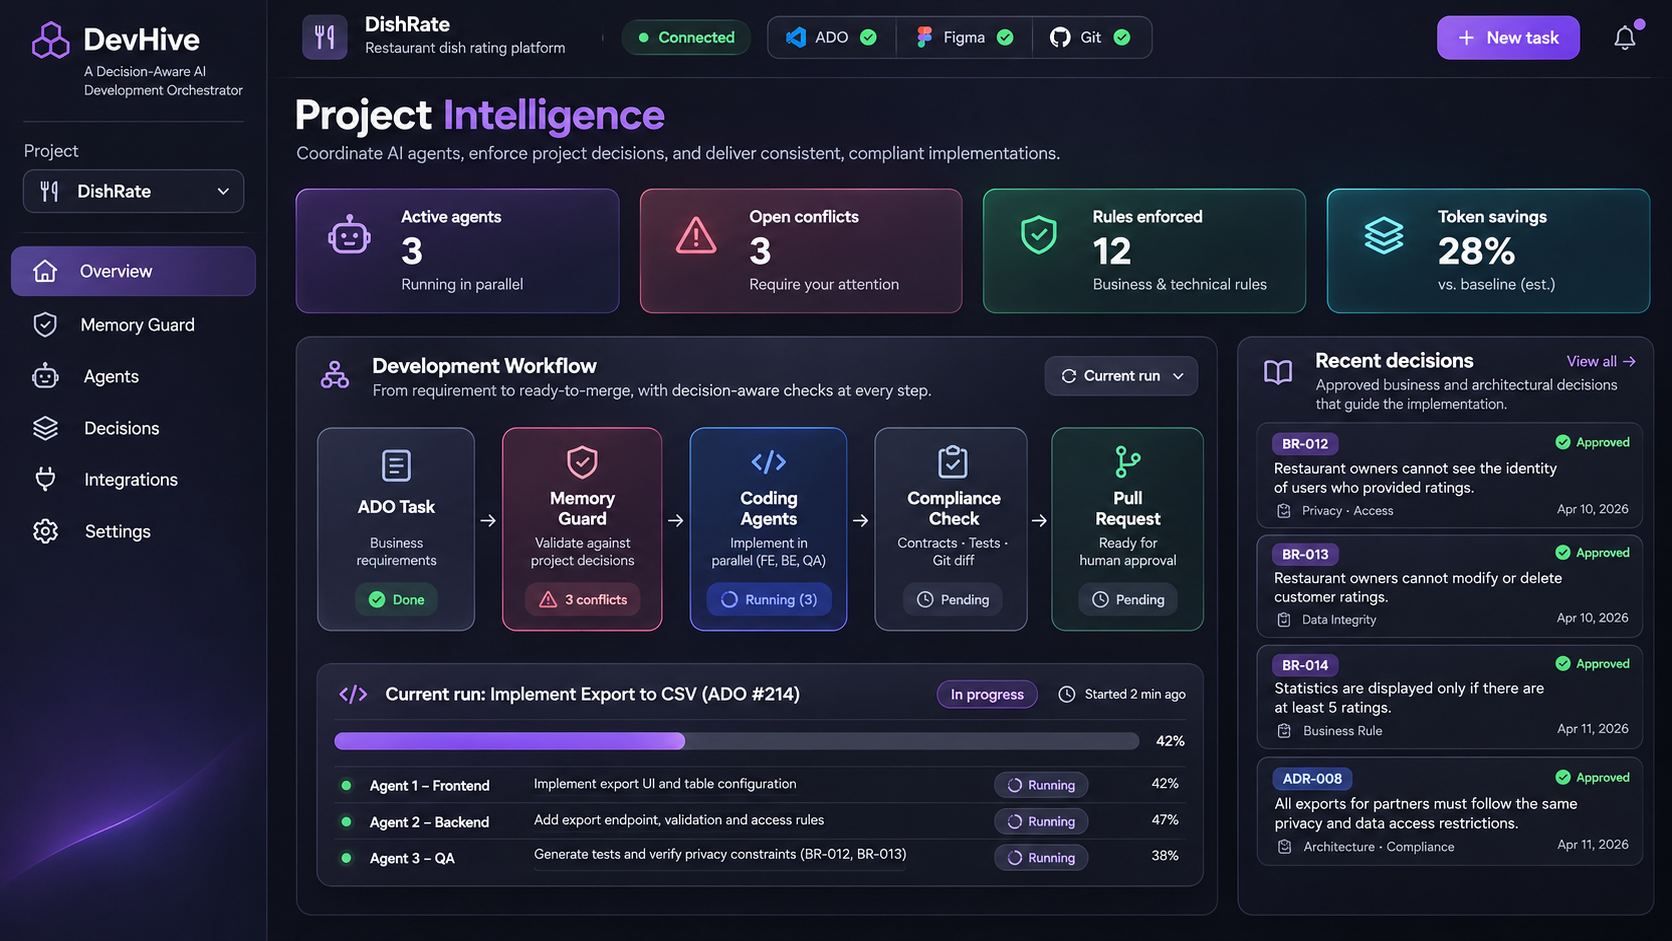 DevHive
A Decision-Aware AI
Development Orchestrator
Project
DishRate
Overview
Memory Guard
Agents
Decisions
Integrations
Settings
DishRate
Restaurant dish rating platform
Connected
ADO
Figma
Git
+ New task
Project Intelligence
Coordinate AI agents, enforce project decisions, and deliver consistent, compliant implementations.
Active agents
3
Running in parallel
Open conflicts
3
Require your attention
Rules enforced
12
Business & technical rules
Token savings
28%
vs. baseline (est.)
Development Workflow
From requirement to ready-to-merge, with decision-aware checks at every step.
Current run
ADO Task
Business
requirements
Done
Memory
Guard
Validate against
project decisions
3 conflicts
Coding
Agents
Implement in
parallel (FE, BE, QA)
Running (3)
Compliance
Check
Contracts · Tests ·
Git diff
Pending
Pull
Request
Ready for
human approval
Pending
Current run: Implement Export to CSV (ADO #214)
In progress
Started 2 min ago
42%
Agent 1 – Frontend
Implement export UI and table configuration
Running
42%
Agent 2 – Backend
Add export endpoint, validation and access rules
Running
47%
Agent 3 – QA
Generate tests and verify privacy constraints (BR-012, BR-013)
Running
38%
Recent decisions
View all →
Approved business and architectural decisions
that guide the implementation.
BR-012
Approved
Restaurant owners cannot see the identity
of users who provided ratings.
Privacy · Access
Apr 10, 2026
BR-013
Approved
Restaurant owners cannot modify or delete
customer ratings.
Data Integrity
Apr 10, 2026
BR-014
Approved
Statistics are displayed only if there are
at least 5 ratings.
Business Rule
Apr 11, 2026
ADR-008
Approved
All exports for partners must follow the same
privacy and data access restrictions.
Architecture · Compliance
Apr 11, 2026